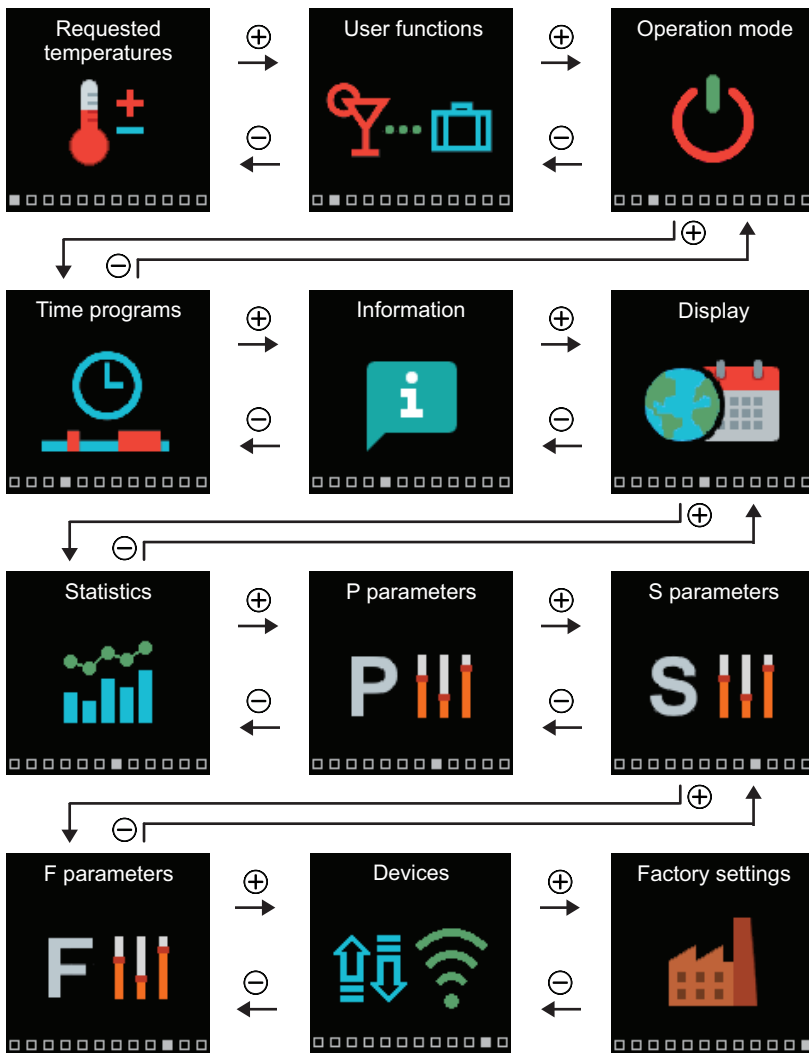 Requested
temperatures
User functions
Operation mode
Time programs
Information
i
Display
Statistics
P parameters
P
S parameters
S
F parameters
F
Devices
Factory settings